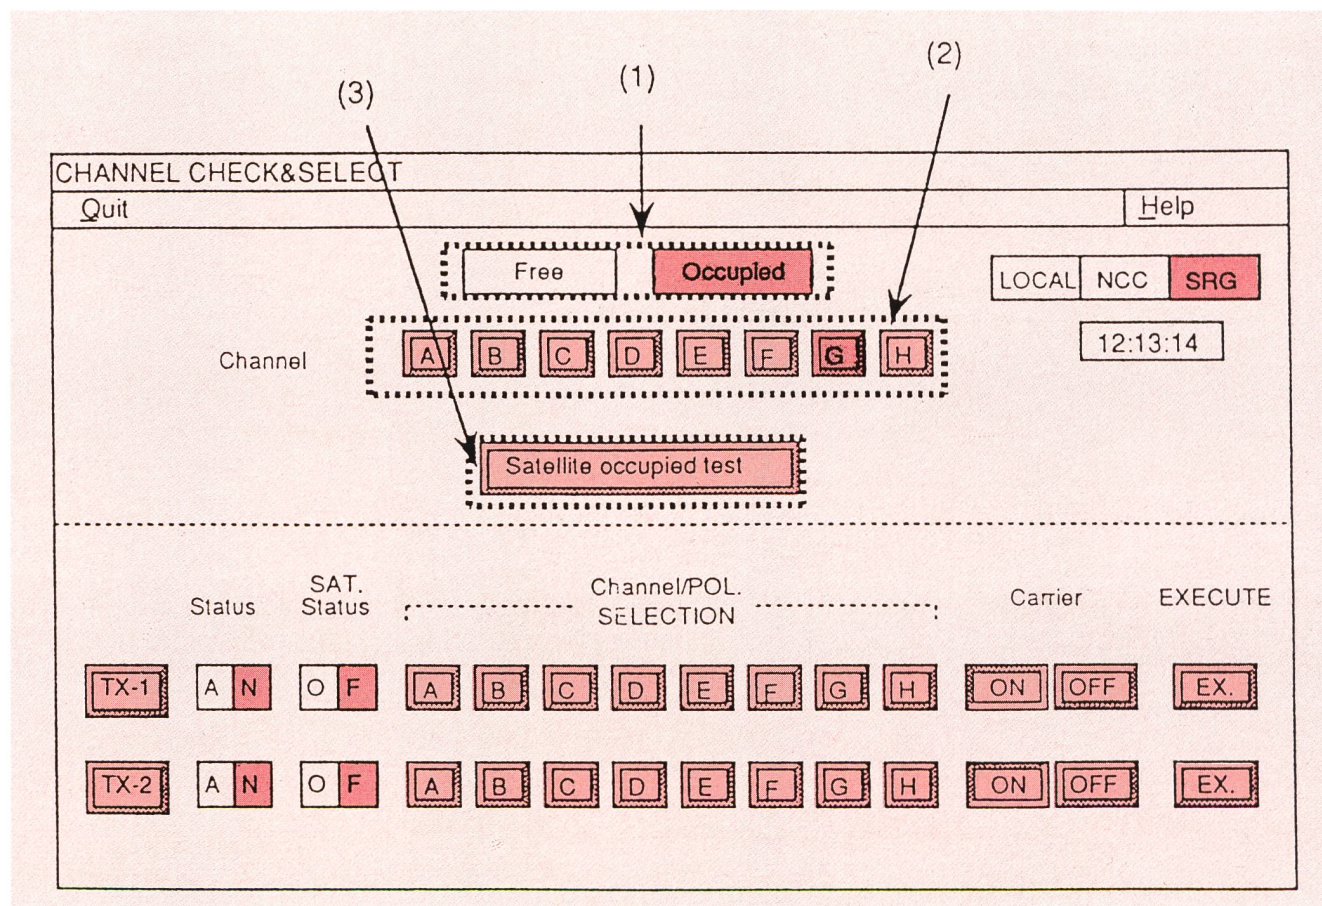 (3) (1) (2)
CHANNEL CHECK&SELECT
Quit Help
Free Occupied LOCAL NCC SRG
Channel A B C D E F G H 12:13:14
Satellite occupied test
Status SAT. Status Channel/POL. SELECTION Carrier EXECUTE
TX-1 A N O F A B C D E F G H ON OFF EX.
TX-2 A N O F A B C D E F G H ON OFF EX.